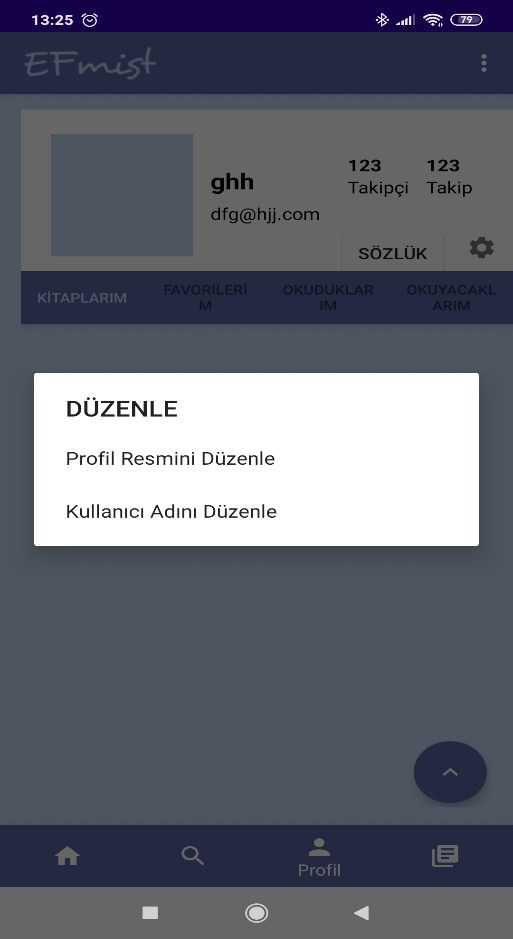 13:25
79
EFmist
123 123
Takipçi Takip
ghh
dfg@hjj.com
SÖZLÜK
KİTAPLARIM
FAVORİLERİ
M
OKUDUKLAR
IM
OKUYACAKL
ARIM
DÜZENLE
Profil Resmini Düzenle
Kullanıcı Adını Düzenle
Profil